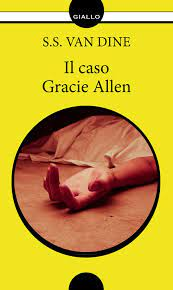 GIALLO
S.S. VAN DINE
Il caso
Gracie Allen